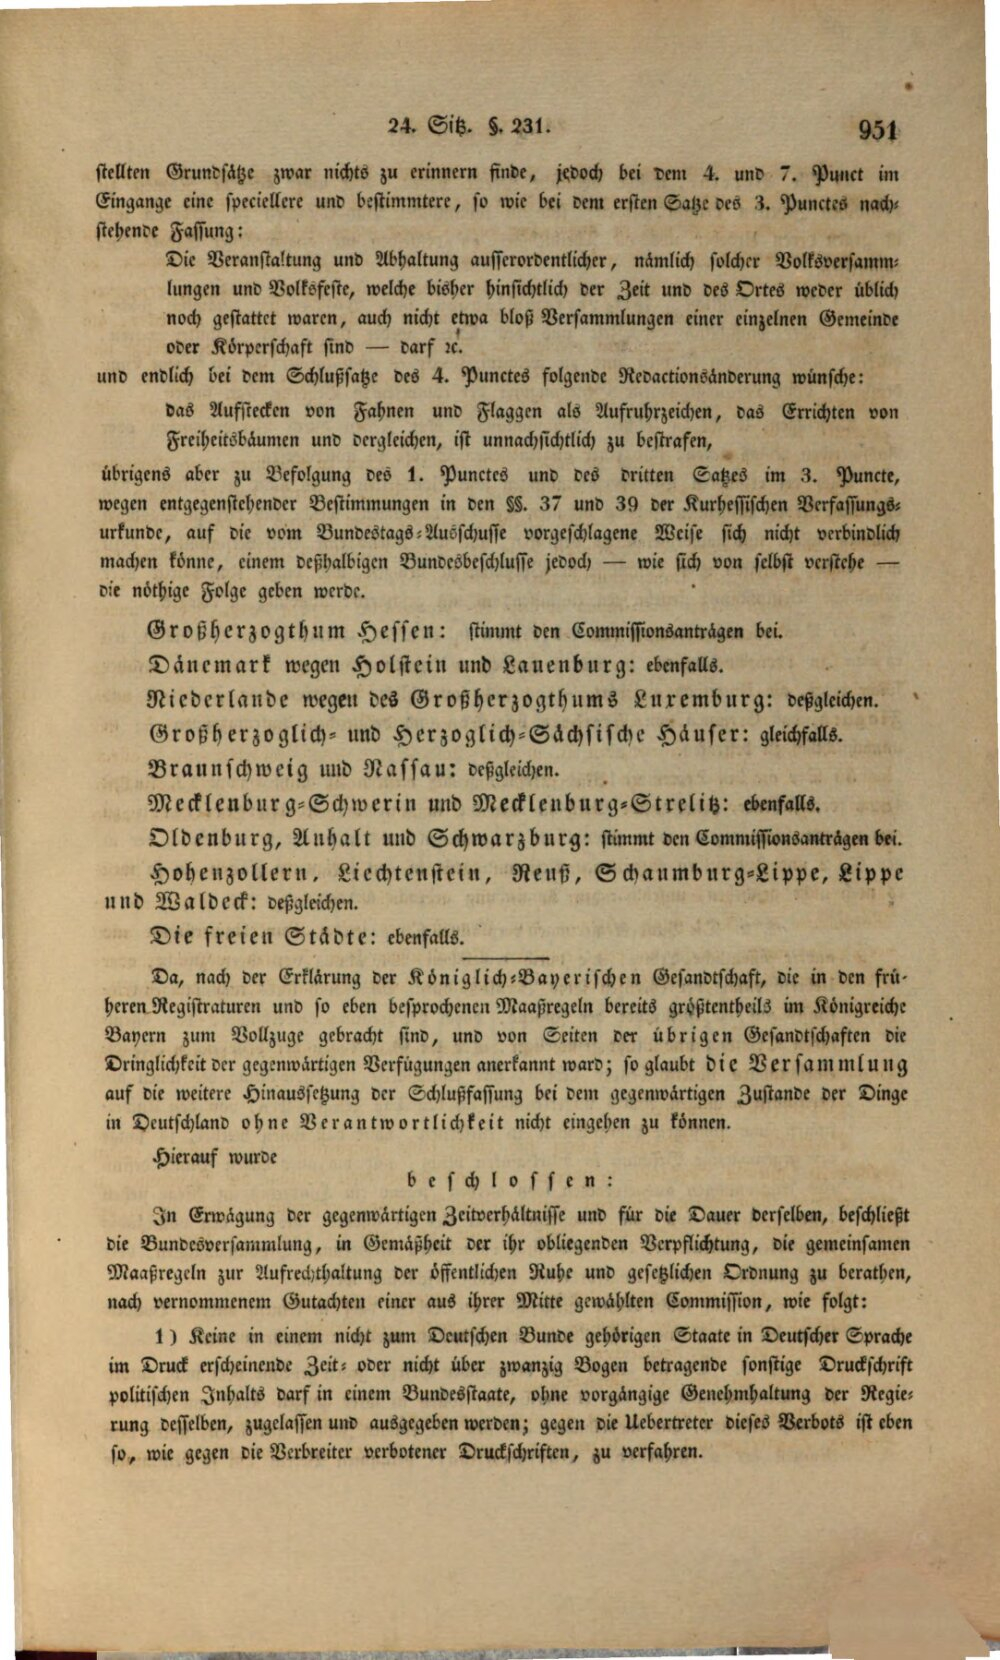 24. Sitz. §. 231. 951
stellten Grundsätze zwar nichts zu erinnern finde, jedoch bei dem 4. und 7. Punct im
Eingange eine speciellere und bestimmtere, so wie bei dem ersten Satze des 3. Punctes nach-
stehende Fassung:
Die Veranstaltung und Abhaltung ausserordentlicher, nämlich solcher Volksversamm-
lungen und Volksfeste, welche bisher hinsichtlich der Zeit und des Ortes weder üblich
noch gestattet waren, auch nicht etwa bloß Versammlungen einer einzelnen Gemeinde
oder Körperschaft sind — darf ꝛc.
und endlich bei dem Schlußsatze des 4. Punctes folgende Redactionsänderung wünsche:
das Aufstecken von Fahnen und Flaggen als Aufruhrzeichen, das Errichten von
Freiheitsbäumen und dergleichen, ist unnachsichtlich zu bestrafen,
übrigens aber zu Befolgung des 1. Punctes und des dritten Satzes im 3. Puncte,
wegen entgegenstehender Bestimmungen in den §§. 37 und 39 der Kurhessischen Verfassungs-
urkunde, auf die vom Bundestags-Ausschusse vorgeschlagene Weise sich nicht verbindlich
machen könne, einem deßhalbigen Bundesbeschlusse jedoch — wie sich von selbst verstehe —
die nöthige Folge geben werde.
Großherzogthum Hessen: stimmt den Commissionsanträgen bei.
Dänemark wegen Holstein und Lauenburg: ebenfalls.
Niederlande wegen des Großherzogthums Luxemburg: deßgleichen.
Großherzoglich- und Herzoglich-Sächsische Häuser: gleichfalls.
Braunschweig und Nassau: deßgleichen.
Mecklenburg-Schwerin und Mecklenburg-Strelitz: ebenfalls.
Oldenburg, Anhalt und Schwarzburg: stimmt den Commissionsanträgen bei.
Hohenzollern, Liechtenstein, Reuß, Schaumburg-Lippe, Lippe
und Waldeck: deßgleichen.
Die freien Städte: ebenfalls.
Da, nach der Erklärung der Königlich-Bayerischen Gesandtschaft, die in den frü-
heren Registraturen und so eben besprochenen Maaßregeln bereits größtentheils im Königreiche
Bayern zum Vollzuge gebracht sind, und von Seiten der übrigen Gesandtschaften die
Dringlichkeit der gegenwärtigen Verfügungen anerkannt ward; so glaubt die Versammlung
auf die weitere Hinaussetzung der Schlußfassung bei dem gegenwärtigen Zustande der Dinge
in Deutschland ohne Verantwortlichkeit nicht eingehen zu können.
Hierauf wurde
beschlossen:
In Erwägung der gegenwärtigen Zeitverhältnisse und für die Dauer derselben, beschließt
die Bundesversammlung, in Gemäßheit der ihr obliegenden Verpflichtung, die gemeinsamen
Maaßregeln zur Aufrechthaltung der öffentlichen Ruhe und gesetzlichen Ordnung zu berathen,
nach vernommenem Gutachten einer aus ihrer Mitte gewählten Commission, wie folgt:
1) Keine in einem nicht zum Deutschen Bunde gehörigen Staate in Deutscher Sprache
im Druck erscheinende Zeit- oder nicht über zwanzig Bogen betragende sonstige Druckschrift
politischen Inhalts darf in einem Bundesstaate, ohne vorgängige Genehmhaltung der Regie-
rung desselben, zugelassen und ausgegeben werden; gegen die Uebertreter dieses Verbots ist eben
so, wie gegen die Verbreiter verbotener Druckschriften, zu verfahren.